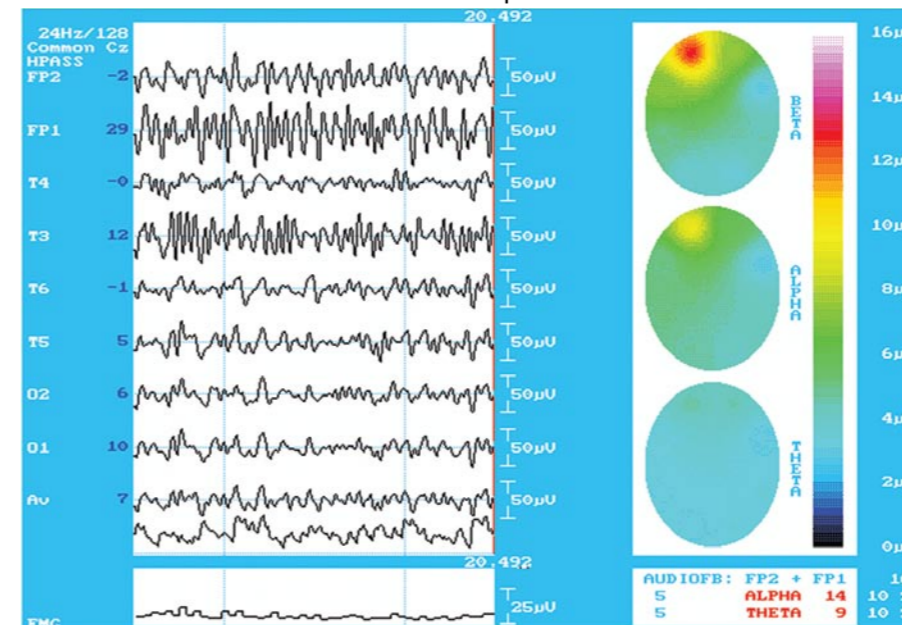 20.492
24Hz/128
Common Cz
HPASS
FP2 -2 50µV
FP1 29 50µV
T4 -0 50µV
T3 12 50µV
T6 -1 50µV
T5 5 50µV
O2 6 50µV
O1 10 50µV
Av 7 50µV
20.492
EMG 25µV
BETA
ALPHA
THETA
16µ
14µ
12µ
10µ
8µ
6µ
4µ
2µ
0µ
AUDIOFB: FP2 + FP1
5 ALPHA 14 10
5 THETA 9 10